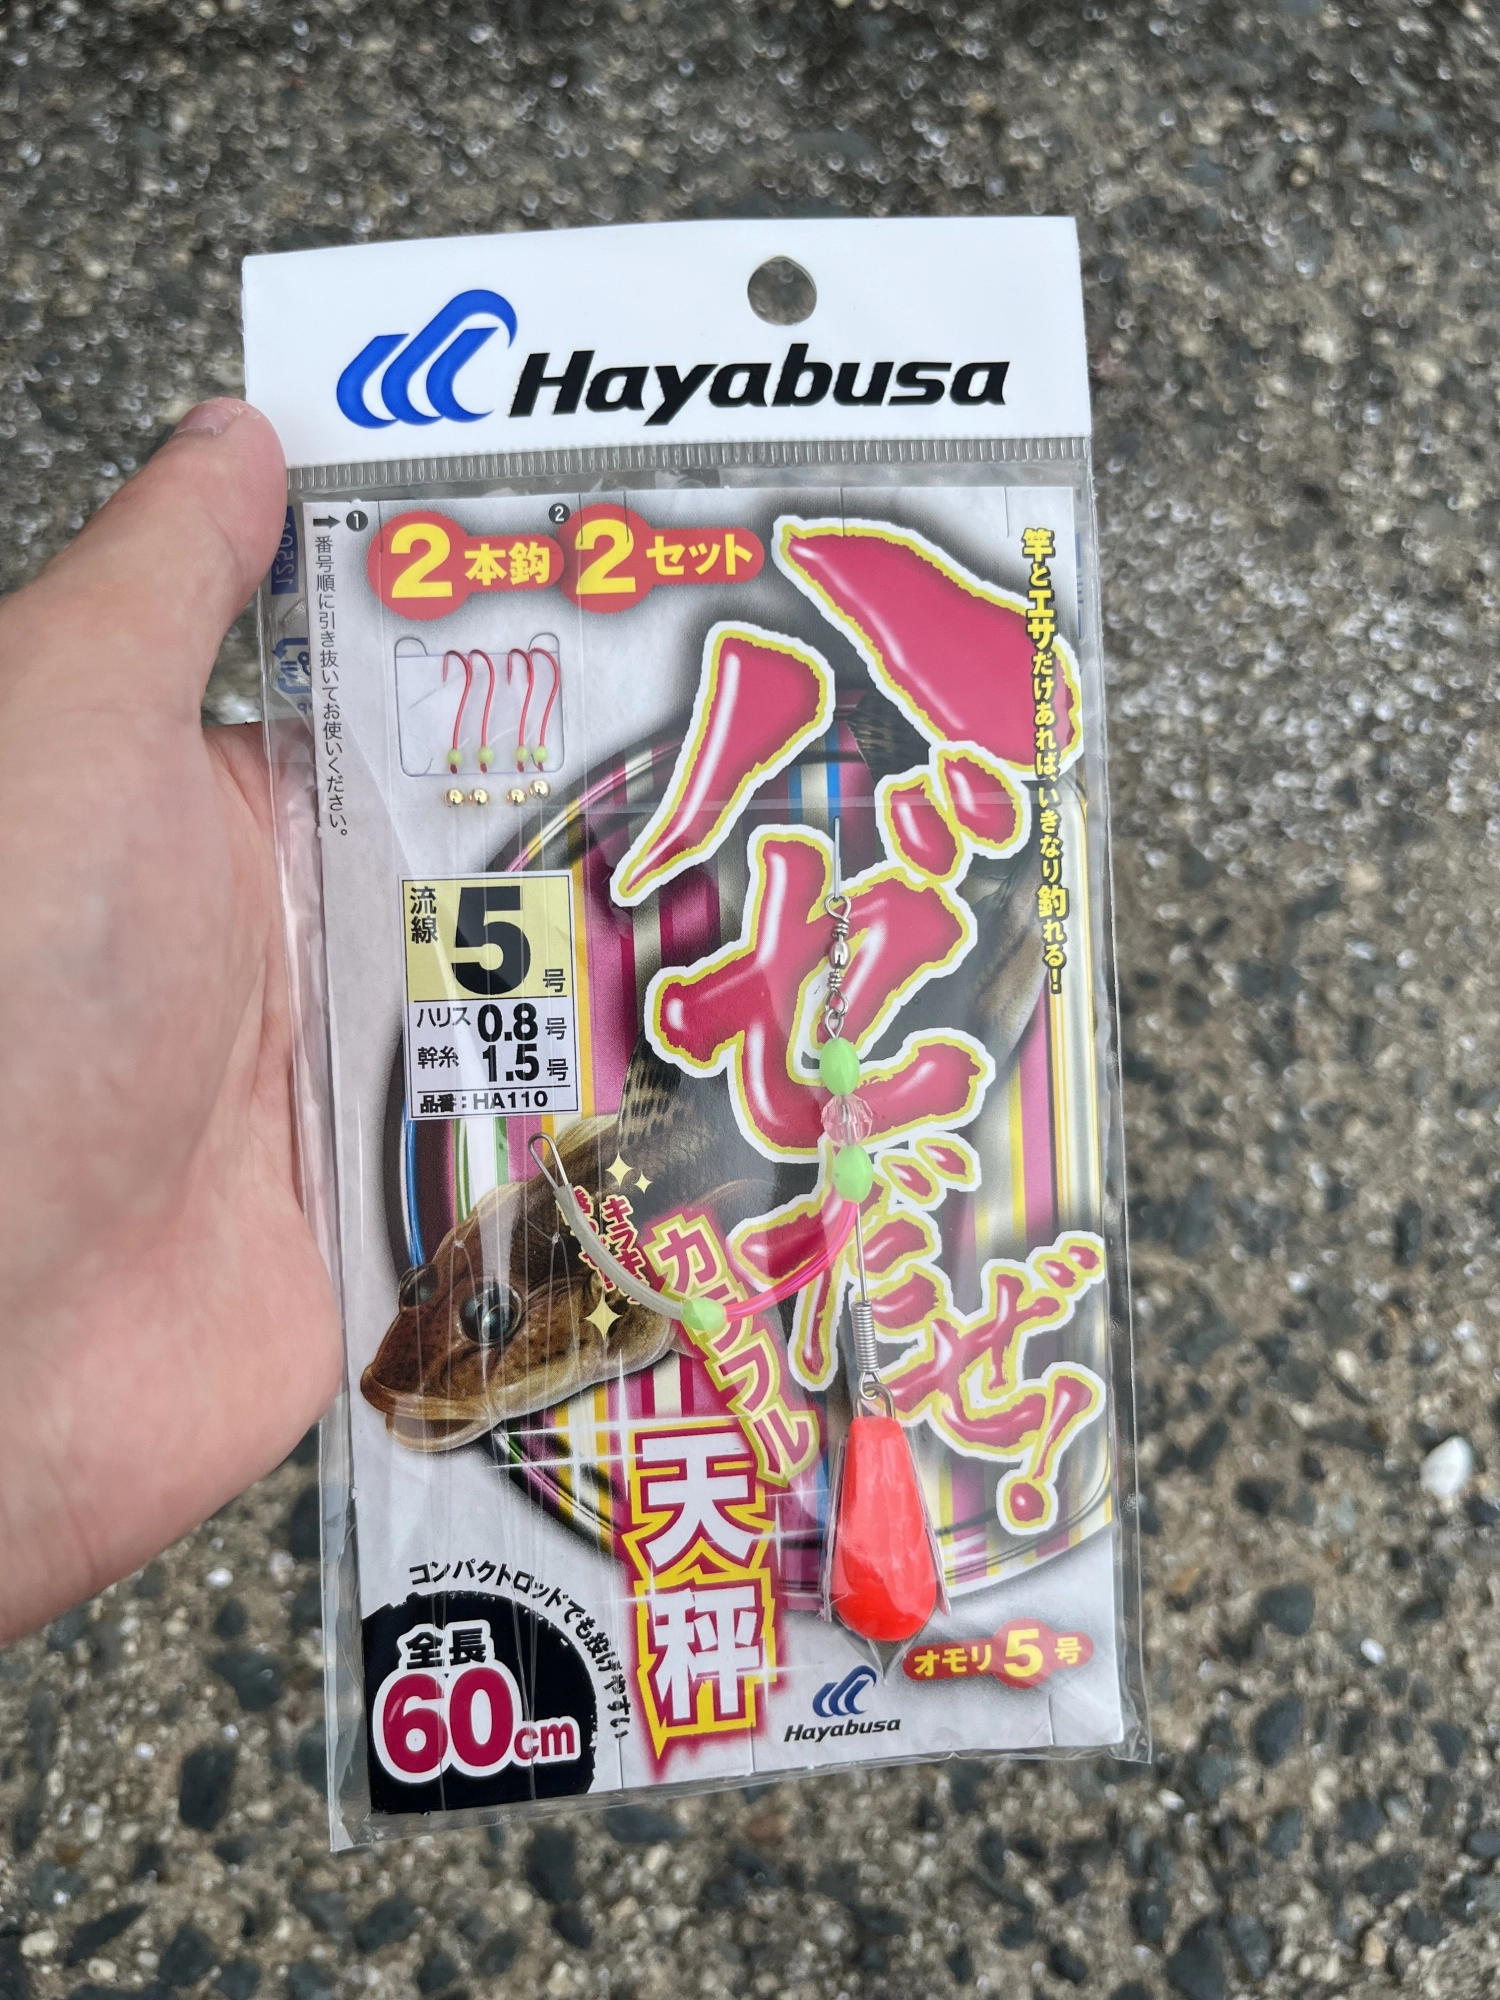 Hayabusa
➡❶番号順に引き抜いてお使いください。
2本鈎
❷
2セット
竿とエサだけあれば、いきなり釣れる!
ハゼ
だぜ!
流線 5号
ハリス 0.8号
幹糸 1.5号
品番:HA110
カラフル
天秤
コンパクトロッドでも投げやすい
全長
60cm
オモリ5号
Hayabusa